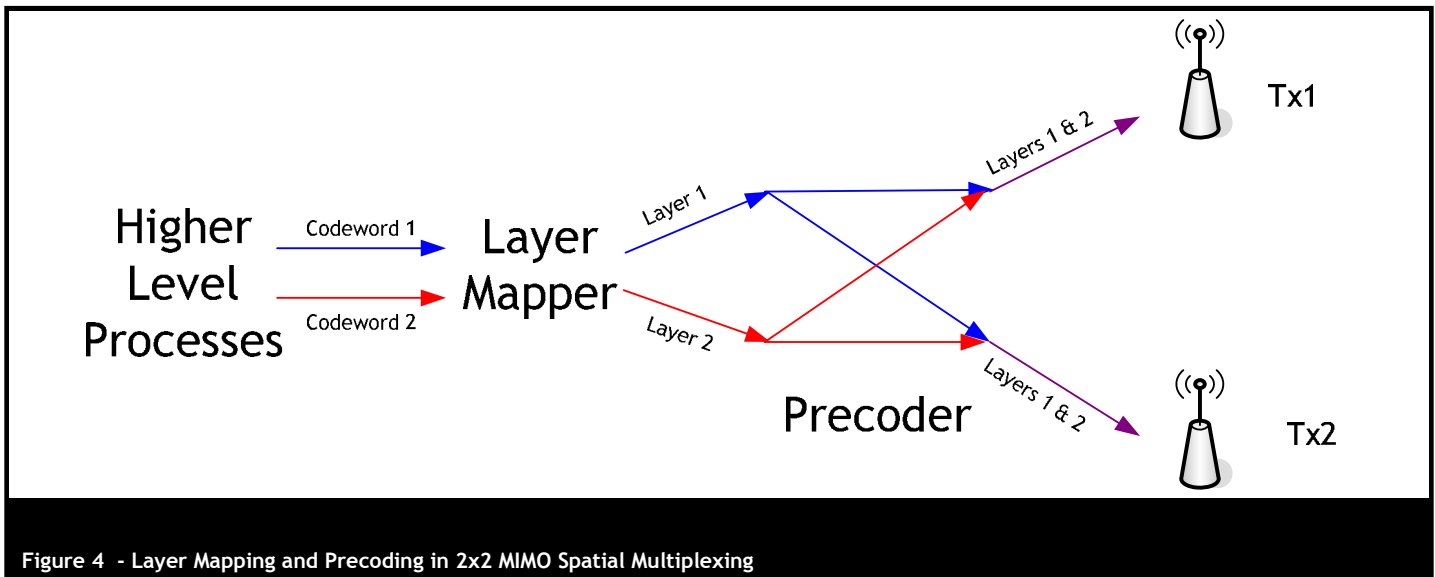 Higher
Level
Processes
Codeword 1
Codeword 2
Layer
Mapper
Layer 1
Layer 2
Precoder
Layers 1 & 2
Layers 1 & 2
Tx1
Tx2
Figure 4 - Layer Mapping and Precoding in 2x2 MIMO Spatial Multiplexing